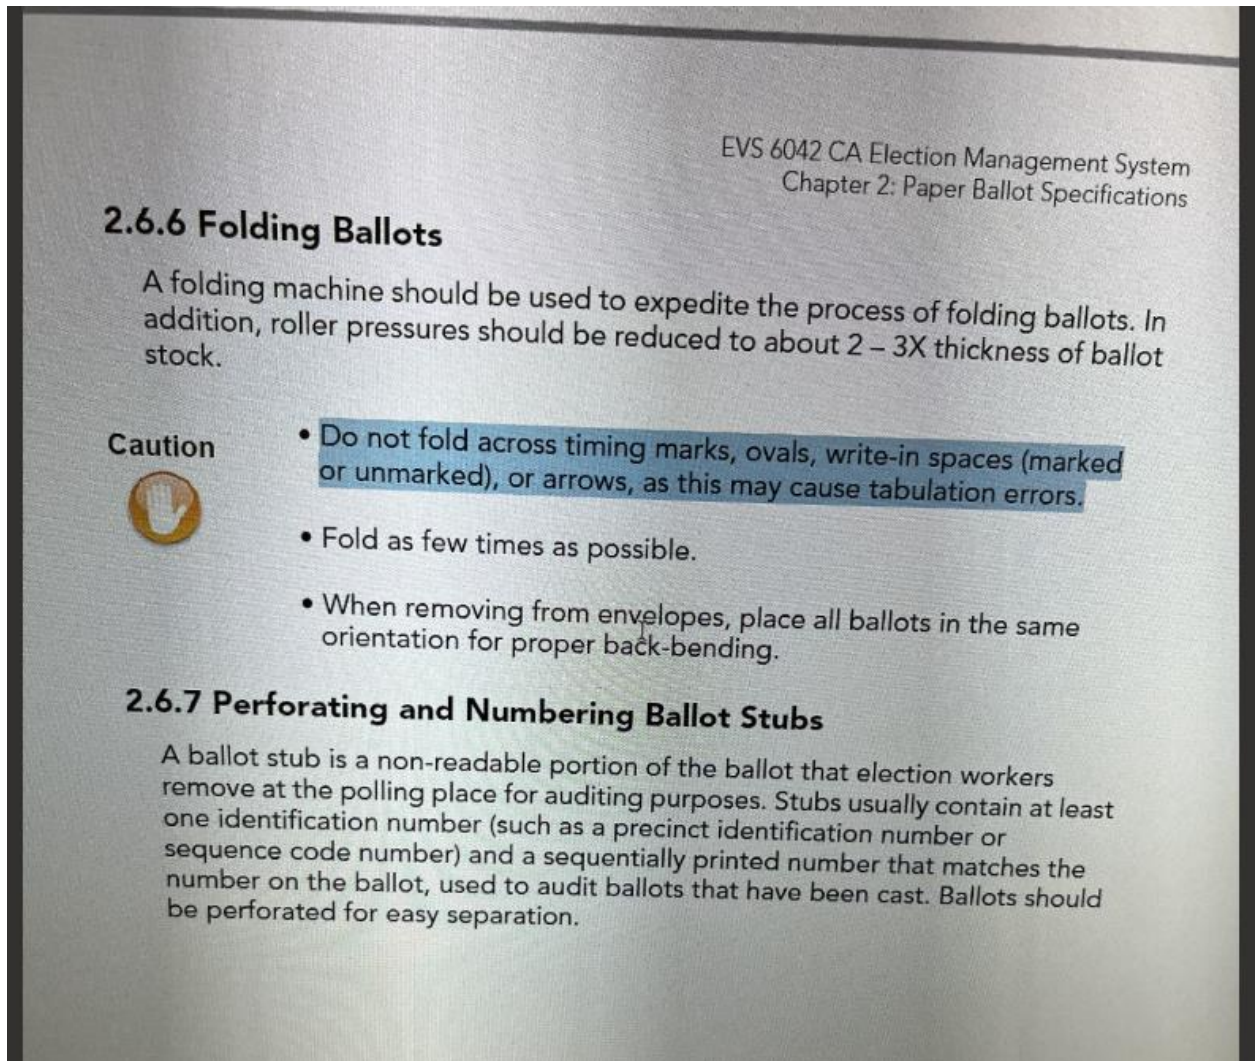 EVS 6042 CA Election Management System
Chapter 2: Paper Ballot Specifications
2.6.6 Folding Ballots
A folding machine should be used to expedite the process of folding ballots. In
addition, roller pressures should be reduced to about 2 – 3X thickness of ballot
stock.
Caution
• Do not fold across timing marks, ovals, write-in spaces (marked
or unmarked), or arrows, as this may cause tabulation errors.
• Fold as few times as possible.
• When removing from envelopes, place all ballots in the same
orientation for proper back-bending.
2.6.7 Perforating and Numbering Ballot Stubs
A ballot stub is a non-readable portion of the ballot that election workers
remove at the polling place for auditing purposes. Stubs usually contain at least
one identification number (such as a precinct identification number or
sequence code number) and a sequentially printed number that matches the
number on the ballot, used to audit ballots that have been cast. Ballots should
be perforated for easy separation.